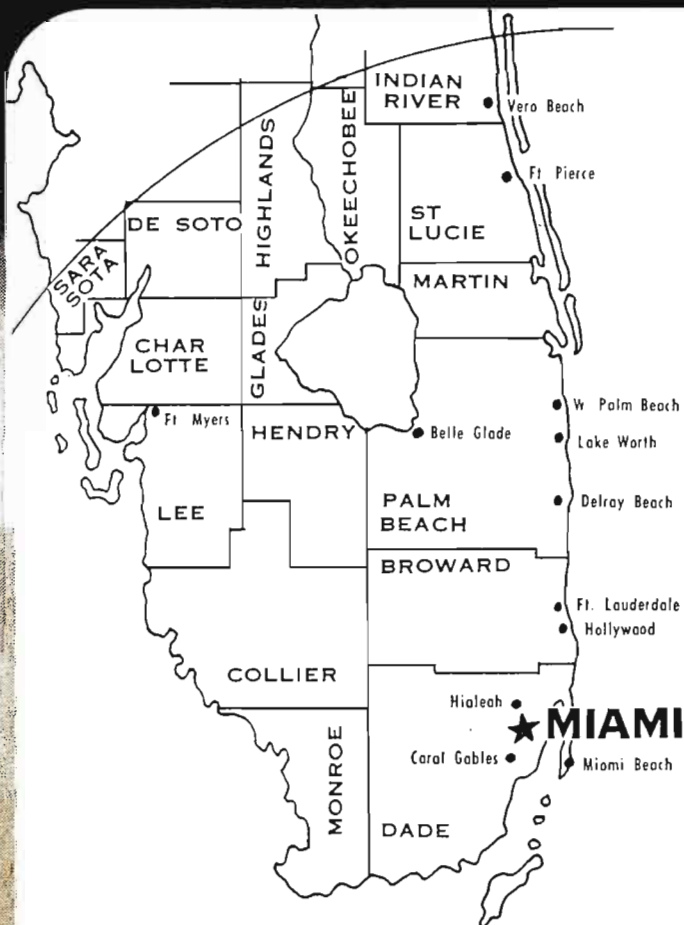 INDIAN
RIVER
Vero Beach
HIGHLANDS
OKEECHOBEE
Ft Pierce
DE SOTO
ST
LUCIE
SARA
SOTA
MARTIN
CHAR
LOTTE
GLADES
Ft Myers
HENDRY
Belle Glade
W Palm Beach
Lake Worth
LEE
PALM
BEACH
Delray Beach
BROWARD
Ft. Lauderdale
Hollywood
COLLIER
Hialeah
MIAMI
MONROE
Coral Gables
Miami Beach
DADE